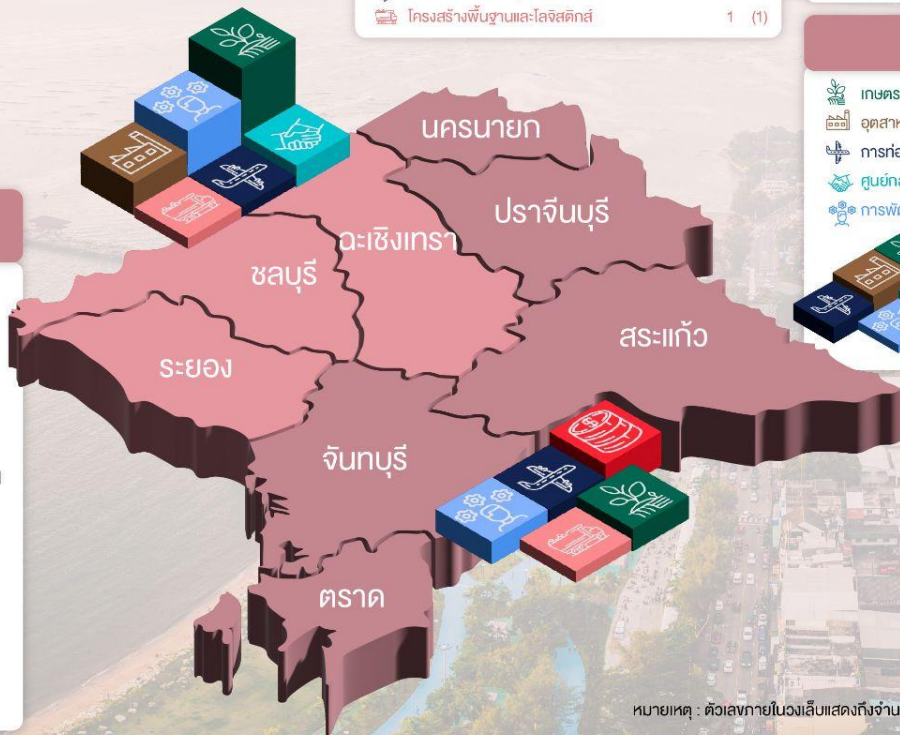 โครงสร้างพื้นฐานและโลจิสติกส์ 1 (1)
นครนายก
ปราจีนบุรี
ฉะเชิงเทรา
ชลบุรี
สระแก้ว
ระยอง
จันทบุรี
ตราด
หมายเหตุ : ตัวเลขภายในวงเล็บแสดงถึงจำน